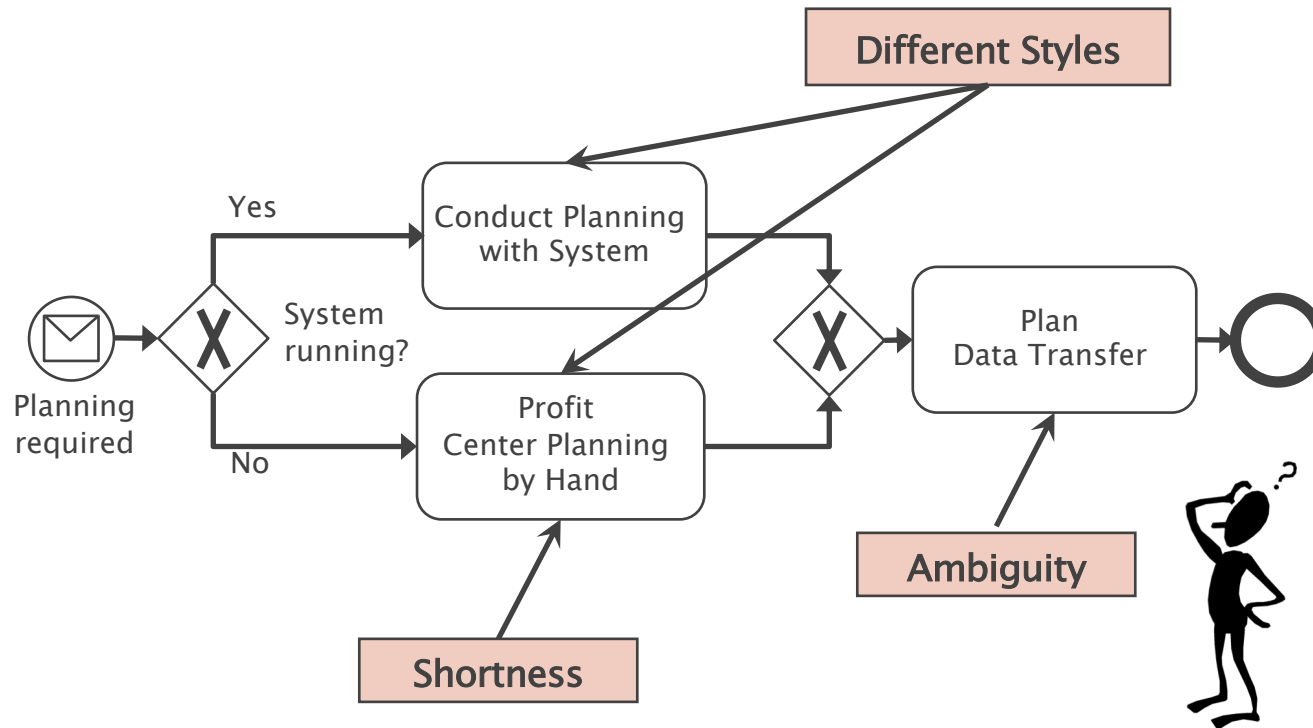 Different Styles
Yes
Conduct Planning
with System
System
running?
Plan
Data Transfer
Planning
required
Profit
Center Planning
by Hand
No
Ambiguity
Shortness
?